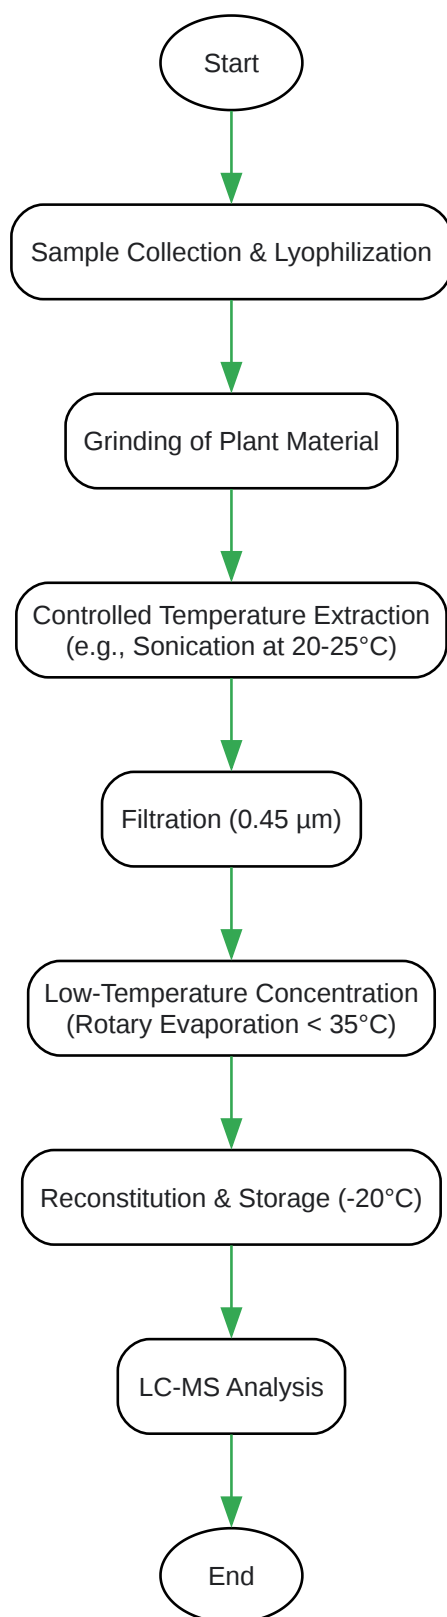 Start
Sample Collection & Lyophilization
Grinding of Plant Material
Controlled Temperature Extraction
(e.g., Sonication at 20-25°C)
Filtration (0.45 µm)
Low-Temperature Concentration
(Rotary Evaporation < 35°C)
Reconstitution & Storage (-20°C)
LC-MS Analysis
End